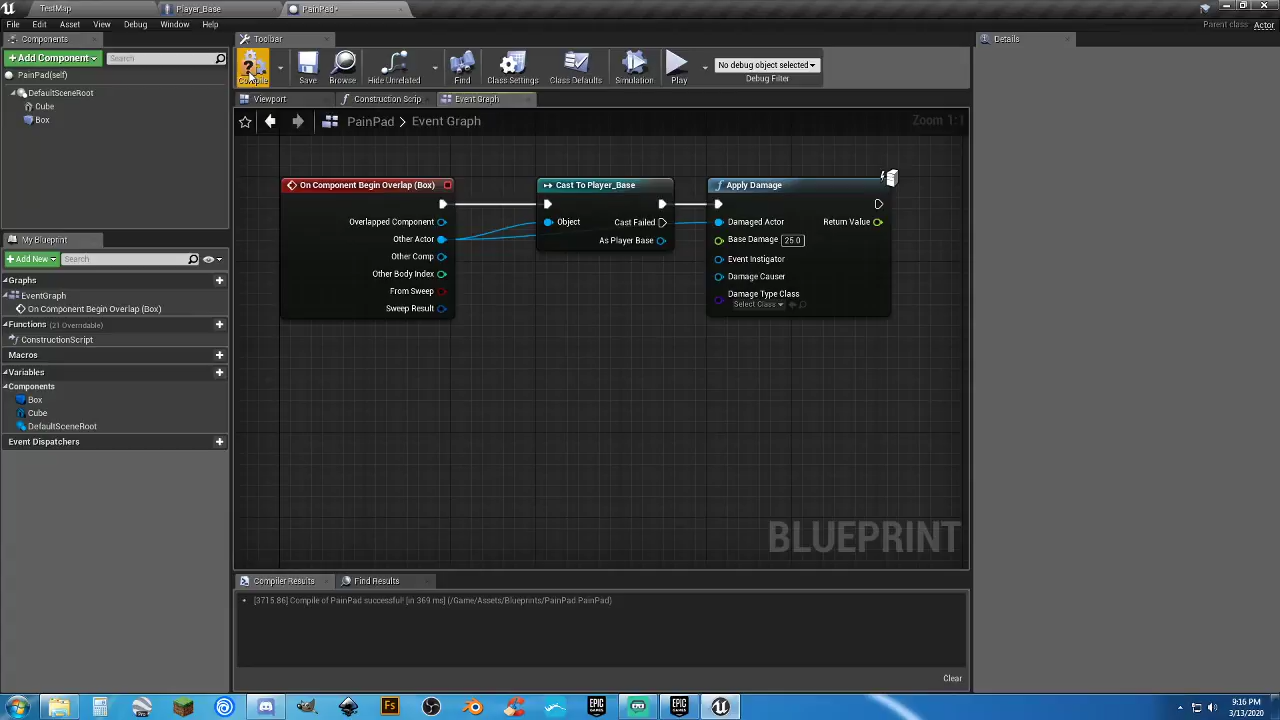 TestMap
Player_Base
PainPad*
File
Edit
Asset
View
Debug
Window
Help
Parent class: Actor
Components
+Add Component
Search
PainPad(self)
DefaultSceneRoot
Cube
Box
Toolbar
Compile
Save
Browse
Hide Unrelated
Find
Class Settings
Class Defaults
Simulation
Play
No debug object selected
Debug Filter
Details
Viewport
Construction Scrip
Event Graph
PainPad > Event Graph
Zoom 1:1
On Component Begin Overlap (Box)
Overlapped Component
Other Actor
Other Comp
Other Body Index
From Sweep
Sweep Result
Cast To Player_Base
Object
Cast Failed
As Player Base
Apply Damage
Damaged Actor
Return Value
Base Damage 25.0
Event Instigator
Damage Causer
Damage Type Class
Select Class
BLUEPRINT
My Blueprint
+Add New
Search
Graphs
EventGraph
On Component Begin Overlap (Box)
Functions (21 Overridable)
ConstructionScript
Macros
Variables
Components
Box
Cube
DefaultSceneRoot
Event Dispatchers
Compiler Results
Find Results
[3715.86] Compile of PainPad successful! [in 369 ms] (/Game/Assets/Blueprints/PainPad.PainPad)
Clear
Fs
EPIC GAMES
EPIC GAMES
9:16 PM
3/13/2020